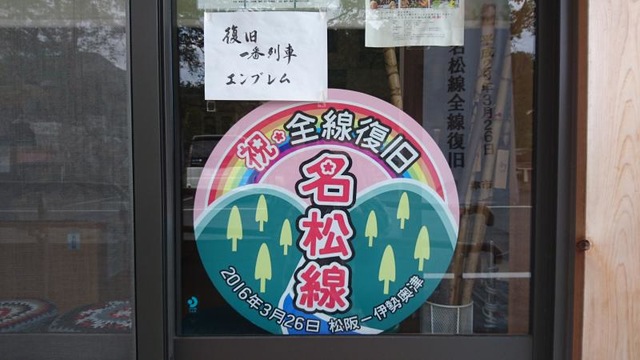 復旧
一番列車
エンブレム
祝・全線復旧
名松線
2016年3月26日 松阪ー伊勢奥津
名松線全線復旧